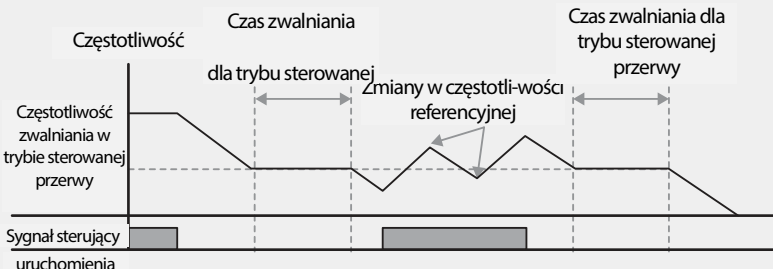 Częstotliwość
Czas zwalniania
dla trybu sterowanej
Czas zwalniania dla
trybu sterowanej
przerwy
Zmiany w częstotli-wości
referencyjnej
Częstotliwość
zwalniania w
trybie sterowanej
przerwy
Sygnał sterujący
uruchomienia